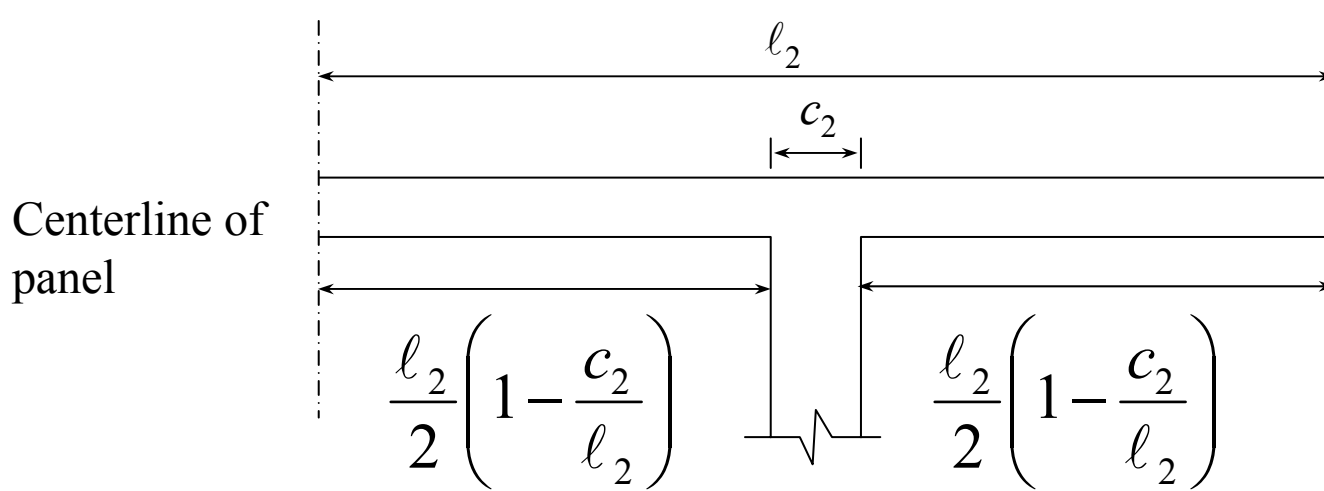 ℓ₂
c₂
Centerline of
panel
ℓ₂/2 (1 − c₂/ℓ₂)
ℓ₂/2 (1 − c₂/ℓ₂)